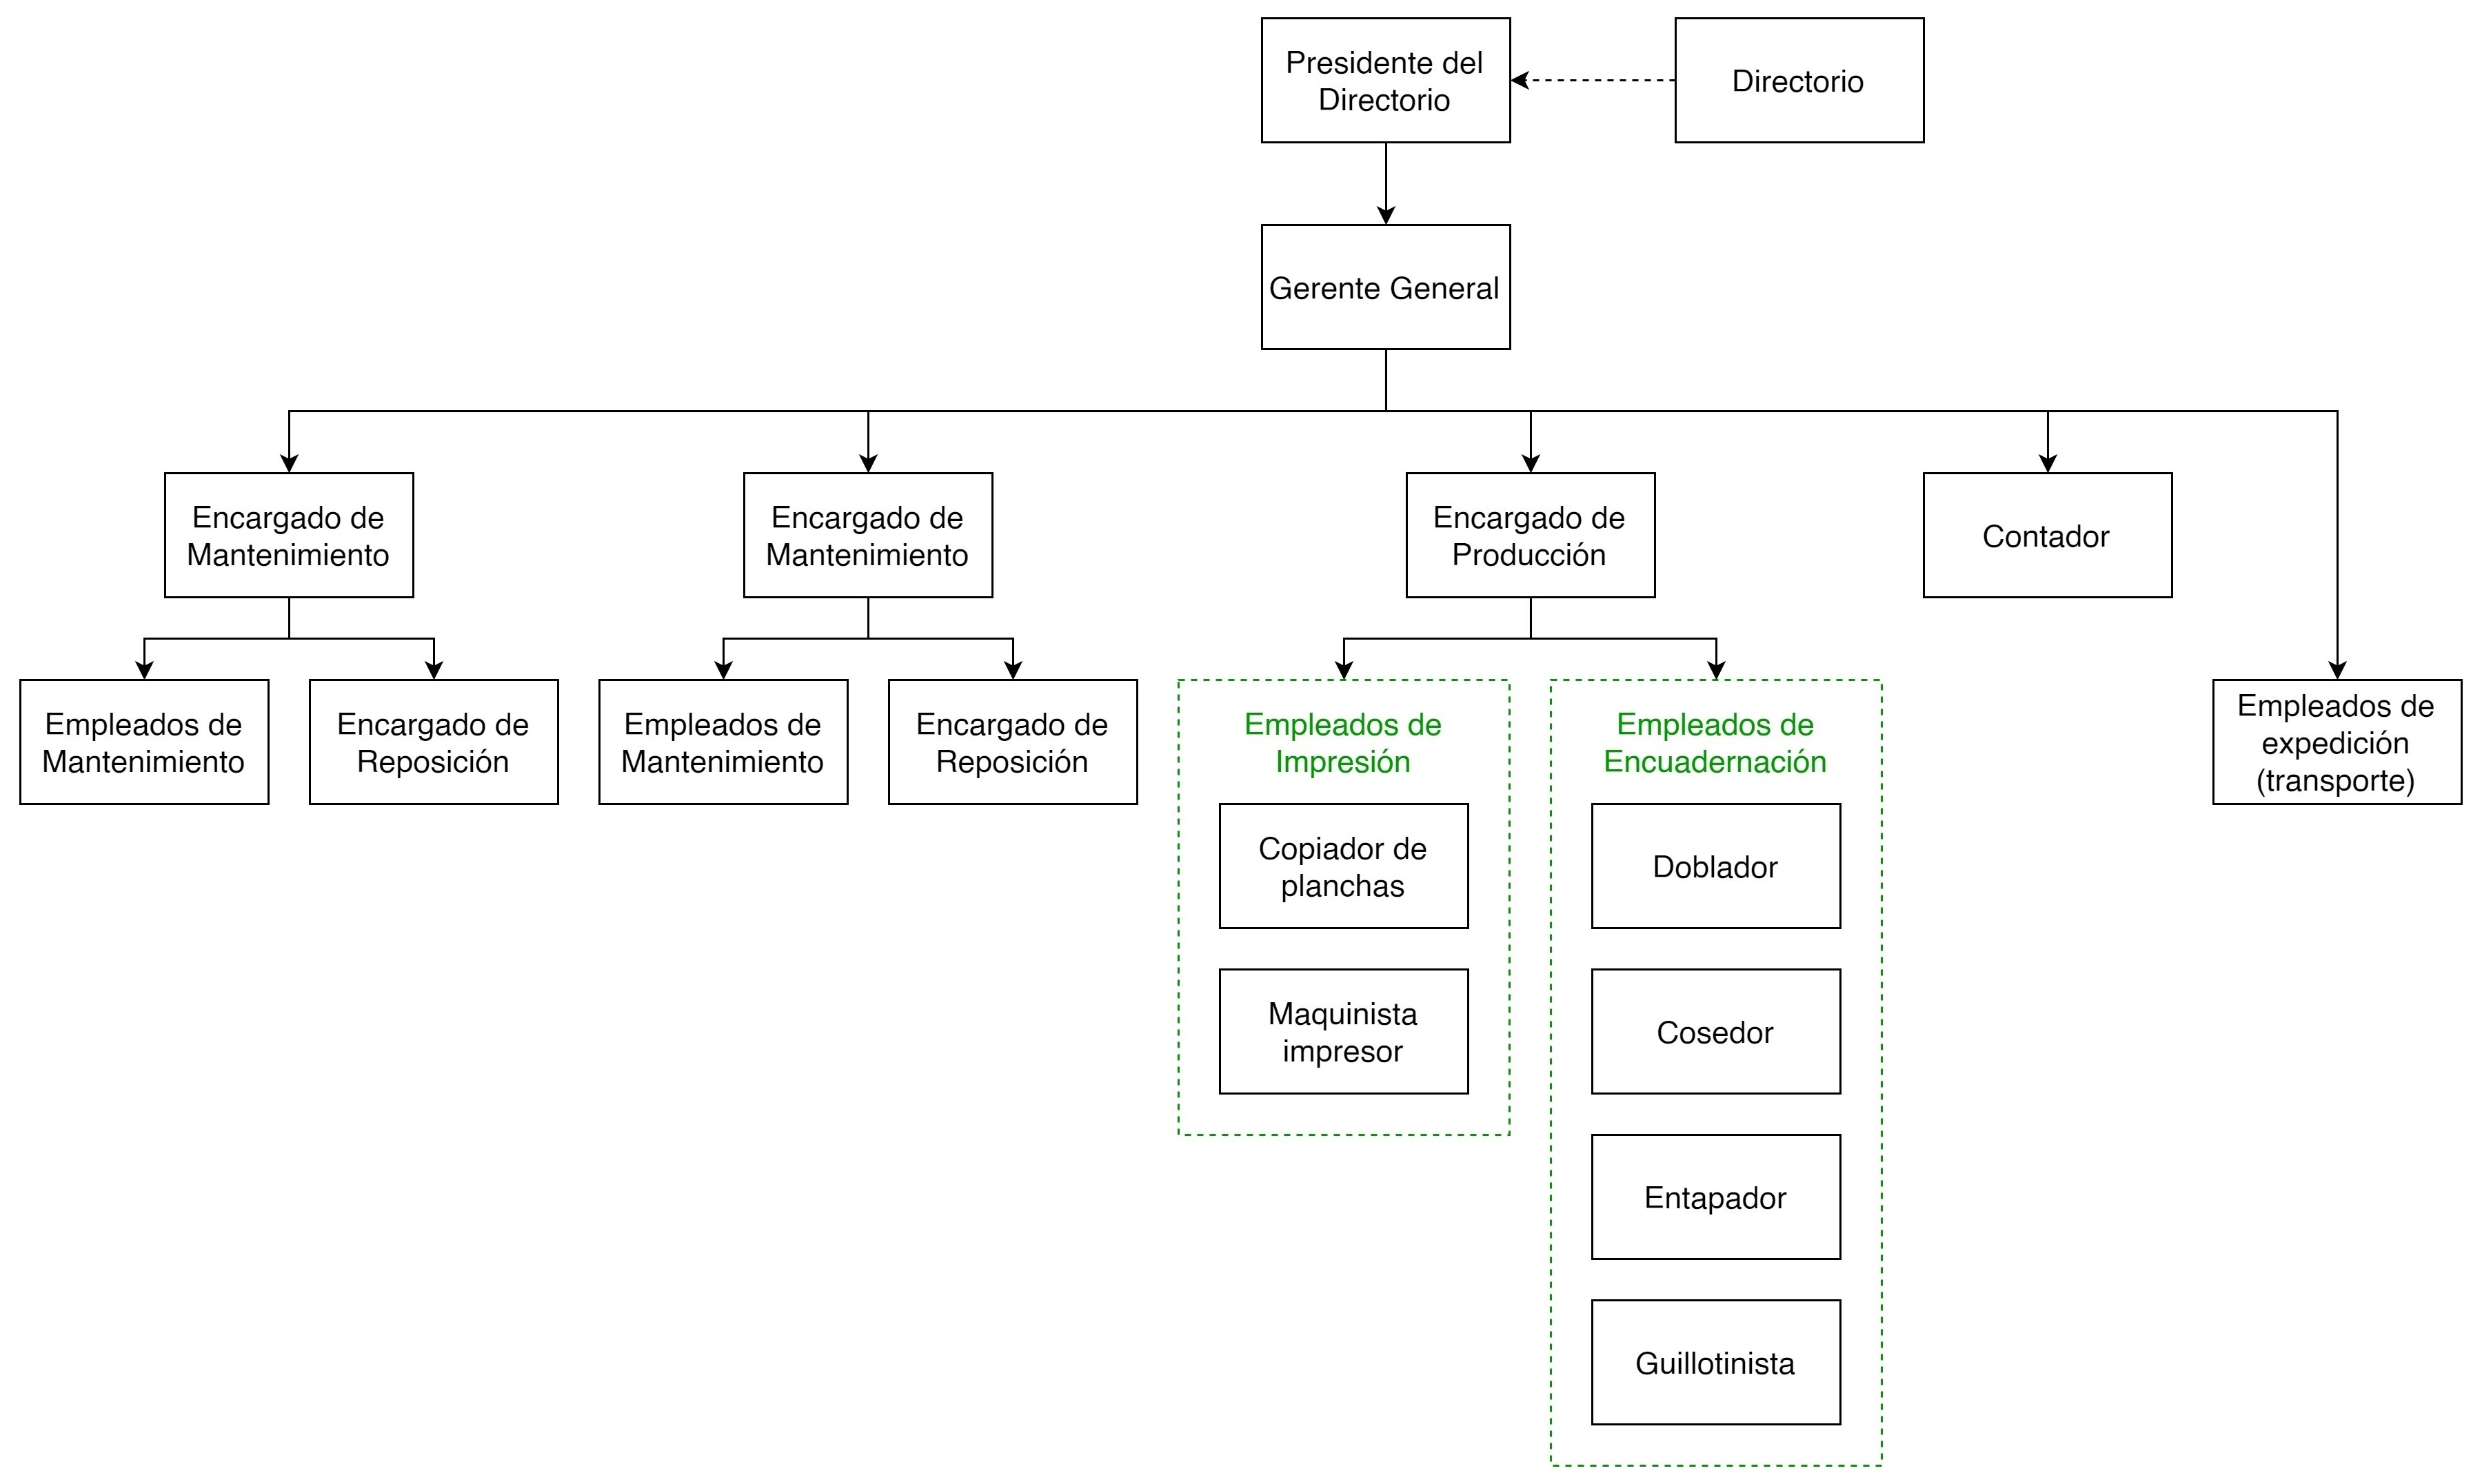 Presidente del
Directorio
Directorio
Gerente General
Encargado de
Mantenimiento
Encargado de
Mantenimiento
Encargado de
Producción
Contador
Empleados de
Mantenimiento
Encargado de
Reposición
Empleados de
Mantenimiento
Encargado de
Reposición
Empleados de
Impresión
Copiador de
planchas
Maquinista
impresor
Empleados de
Encuadernación
Doblador
Cosedor
Entapador
Guillotinista
Empleados de
expedición
(transporte)